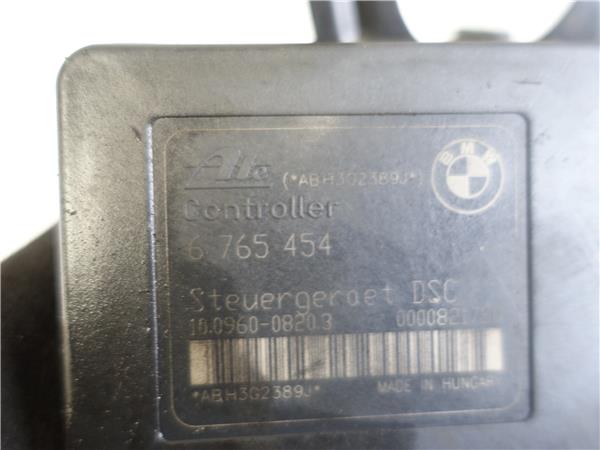 Ate (*ABH3G2389J*)
BMW
Controller
6 765 454
Steuergeraet DSC
10.0960-0820.3
*ABH3G2389J* MADE IN HUNGARY